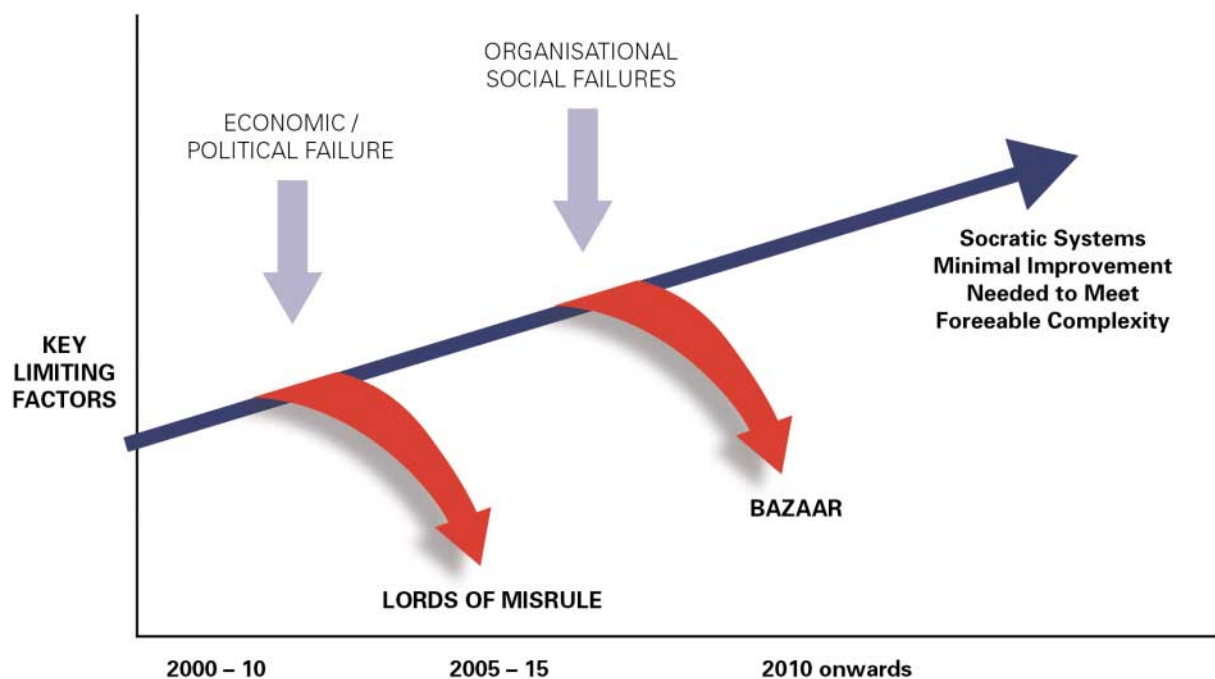 ORGANISATIONAL
SOCIAL FAILURES
ECONOMIC /
POLITICAL FAILURE
Socratic Systems
Minimal Improvement
Needed to Meet
Foreeable Complexity
KEY
LIMITING
FACTORS
BAZAAR
LORDS OF MISRULE
2000 – 10
2005 – 15
2010 onwards